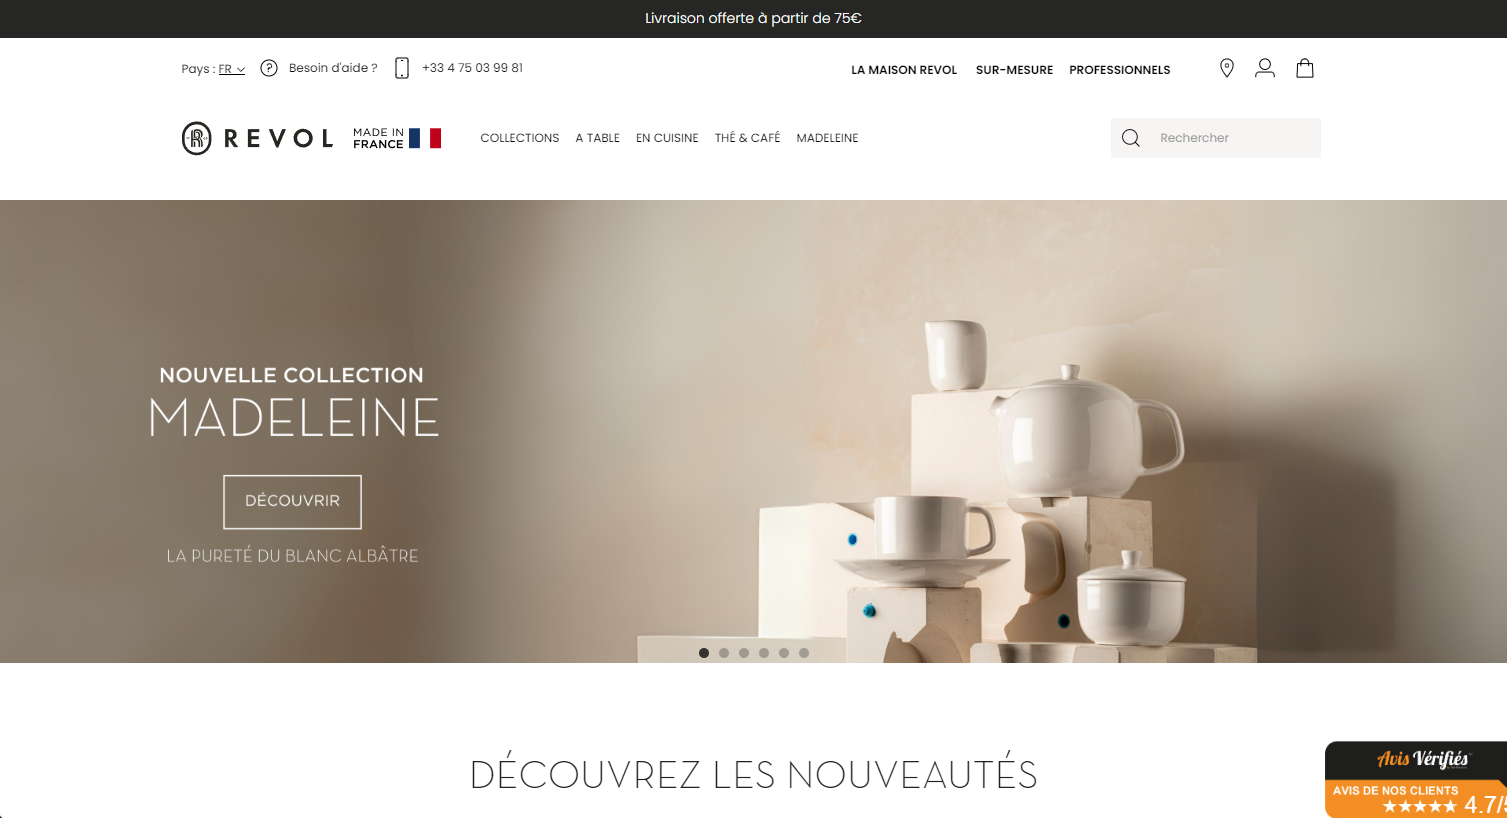 Livraison offerte à partir de 75€
Pays : FR
Besoin d'aide ?
+33 4 75 03 99 81
LA MAISON REVOL
SUR-MESURE
PROFESSIONNELS
REVOL
MADE IN
FRANCE
COLLECTIONS
A TABLE
EN CUISINE
THÉ & CAFÉ
MADELEINE
Rechercher
NOUVELLE COLLECTION
MADELEINE
DÉCOUVRIR
LA PURETÉ DU BLANC ALBÂTRE
DÉCOUVREZ LES NOUVEAUTÉS
Avis Vérifiés
AVIS DE NOS CLIENTS
4.7/5